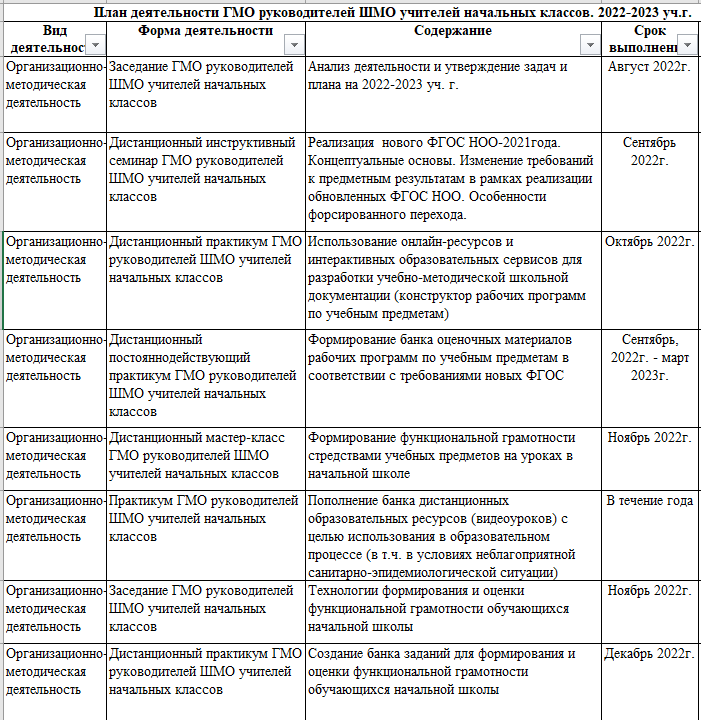 План деятельности ГМО руководителей ШМО учителей начальных классов. 2022-2023 уч.г.
Вид
деятельнос
Форма деятельности
Содержание
Срок
выполнени
Организационно-
методическая
деятельность
Заседание ГМО руководителей
ШМО учителей начальных
классов
Анализ деятельности и утверждение задач и
плана на 2022-2023 уч. г.
Август 2022г.
Организационно-
методическая
деятельность
Дистанционный инструктивный
семинар ГМО руководителей
ШМО учителей начальных
классов
Реализация нового ФГОС НОО-2021года.
Концептуальные основы. Изменение требований
к предметным результатам в рамках реализации
обновленных ФГОС НОО. Особенности
форсированного перехода.
Сентябрь
2022г.
Организационно-
методическая
деятельность
Дистанционный практикум ГМО
руководителей ШМО учителей
начальных классов
Использование онлайн-ресурсов и
интерактивных образовательных сервисов для
разработки учебно-методической школьной
документации (конструктор рабочих программ
по учебным предметам)
Октябрь 2022г.
Организационно-
методическая
деятельность
Дистанционный
постояннодействующий
практикум ГМО руководителей
ШМО учителей начальных
классов
Формирование банка оценочных материалов
рабочих программ по учебным предметам в
соответствии с требованиями новых ФГОС
Сентябрь,
2022г. - март
2023г.
Организационно-
методическая
деятельность
Дистанционный мастер-класс
ГМО руководителей ШМО
учителей начальных классов
Формирование функциональной грамотности
стредствами учебных предметов на уроках в
начальной школе
Ноябрь 2022г.
Организационно-
методическая
деятельность
Практикум ГМО руководителей
ШМО учителей начальных
классов
Пополнение банка дистанционных
образовательных ресурсов (видеоуроков) с
целью использования в образовательном
процессе (в т.ч. в условиях неблагоприятной
санитарно-эпидемиологической ситуации)
В течение года
Организационно-
методическая
деятельность
Заседание ГМО руководителей
ШМО учителей начальных
классов
Технологии формирования и оценки
функциональной грамотности обучающихся
начальной школы
Ноябрь 2022г.
Организационно-
методическая
деятельность
Дистанционный практикум ГМО
руководителей ШМО учителей
начальных классов
Создание банка заданий для формирования и
оценки функциональной грамотности
обучающихся начальной школы
Декабрь 2022г.